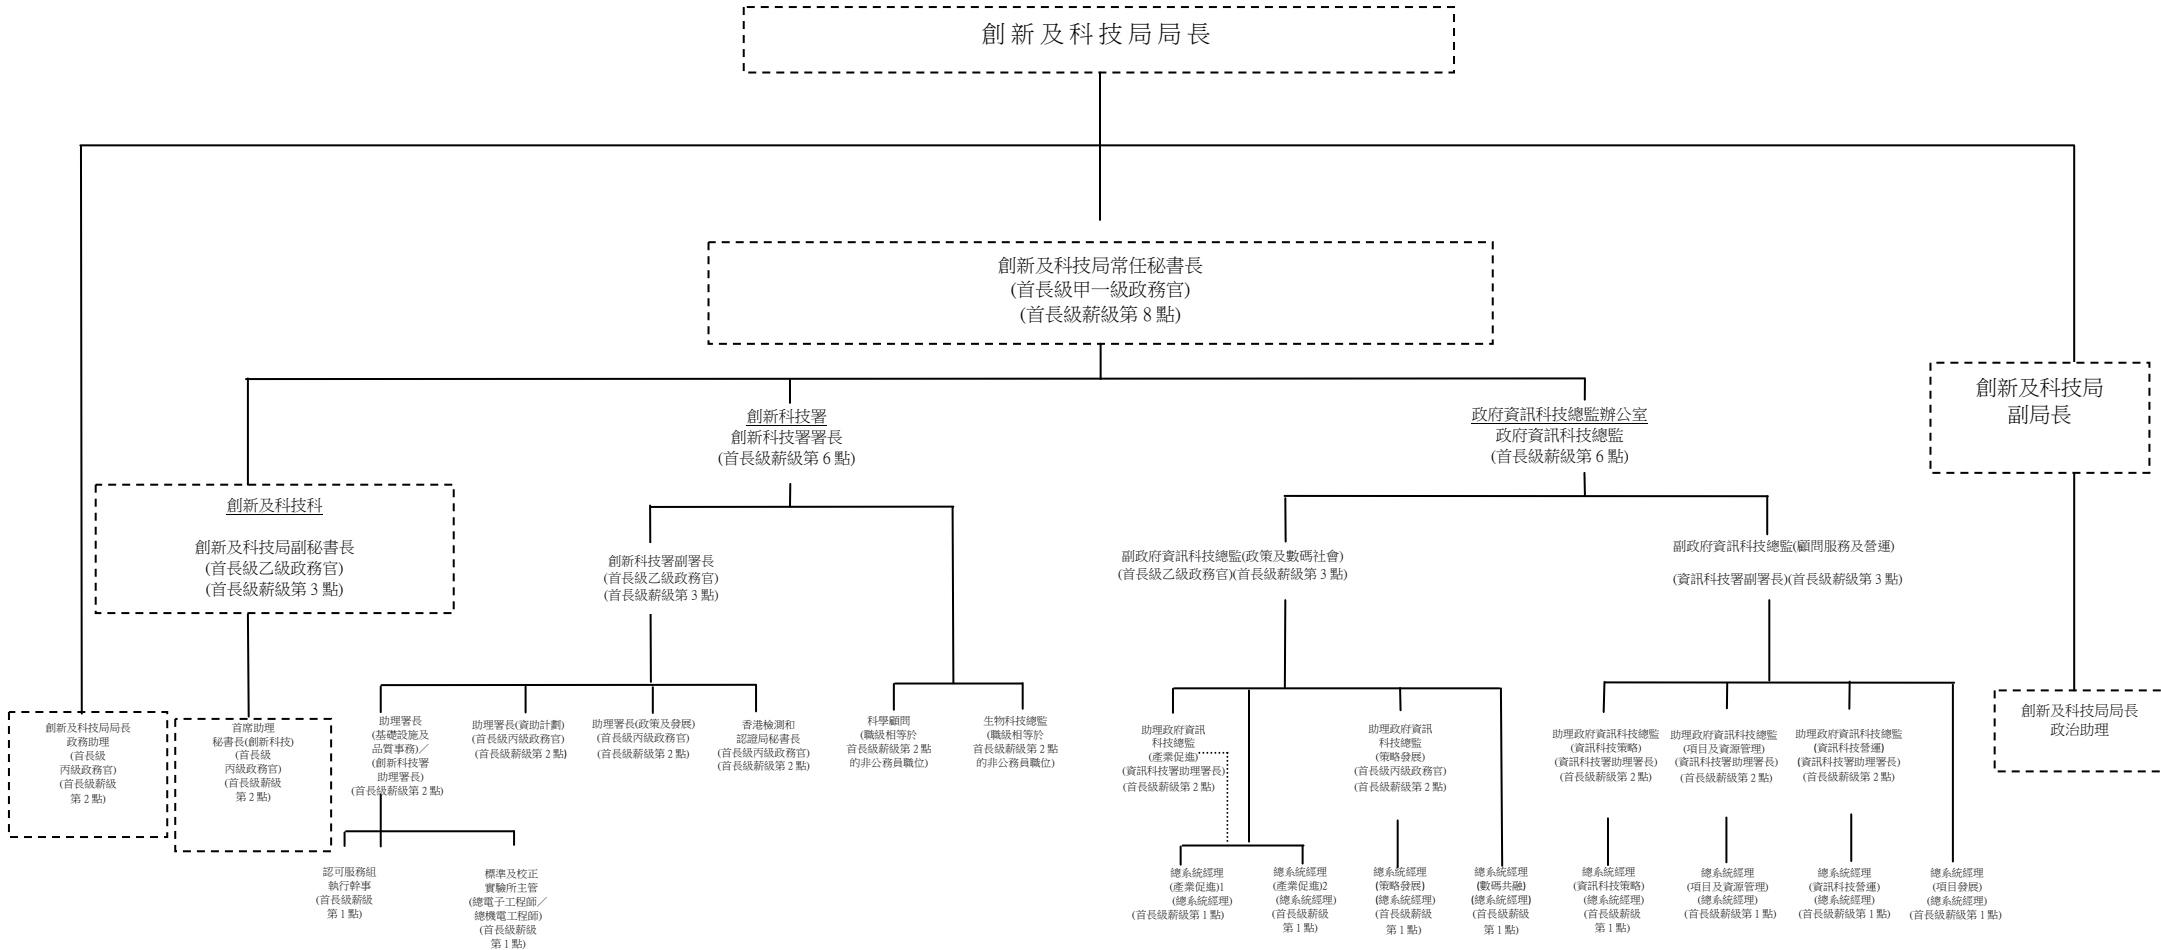 創新及科技局局長
創新及科技局常任秘書長
(首長級甲一級政務官)
(首長級薪級第 8 點)
創新及科技局
副局長
創新科技署
創新科技署署長
(首長級薪級第 6 點)
政府資訊科技總監辦公室
政府資訊科技總監
(首長級薪級第 6 點)
創新及科技科
創新及科技局副秘書長
(首長級乙級政務官)
(首長級薪級第 3 點)
創新科技署副署長
(首長級乙級政務官)
(首長級薪級第 3 點)
副政府資訊科技總監(政策及數碼社會)
(首長級乙級政務官)(首長級薪級第 3 點)
副政府資訊科技總監(顧問服務及營運)
(資訊科技署副署長)(首長級薪級第 3 點)
創新及科技局局長
政務助理
(首長級
丙級政務官)
(首長級薪級
第 2 點)
首席助理
秘書長(創新科技)
(首長級
丙級政務官)
(首長級薪級
第 2 點)
助理署長
(基礎設施及
品質事務)／
(創新科技署
助理署長)
(首長級薪級第 2 點)
助理署長(資助計劃)
(首長級丙級政務官)
(首長級薪級第 2 點)
助理署長(政策及發展)
(首長級丙級政務官)
(首長級薪級第 2 點)
香港檢測和
認證局秘書長
(首長級丙級政務官)
(首長級薪級第 2 點)
科學顧問
(職級相等於
首長級薪級第 2 點
的非公務員職位)
生物科技總監
(職級相等於
首長級薪級第 2 點
的非公務員職位)
助理政府資訊
科技總監
(產業促進)
(資訊科技署助理署長)
(首長級薪級第 2 點)
助理政府資訊
科技總監
(策略發展)
(首長級丙級政務官)
(首長級薪級第 2 點)
助理政府資訊科技總監
(資訊科技策略)
(資訊科技署助理署長)
(首長級薪級第 2 點)
助理政府資訊科技總監
(項目及資源管理)
(資訊科技署助理署長)
(首長級薪級第 2 點)
助理政府資訊科技總監
(資訊科技營運)
(資訊科技署助理署長)
(首長級薪級第 2 點)
創新及科技局局長
政治助理
認可服務組
執行幹事
(首長級薪級
第 1 點)
標準及校正
實驗所主管
(總電子工程師／
總機電工程師)
(首長級薪級
第 1 點)
總系統經理
(產業促進)1
(總系統經理)
(首長級薪級第 1 點)
總系統經理
(產業促進)2
(總系統經理)
(首長級薪級
第 1 點)
總系統經理
(策略發展)
(總系統經理)
(首長級薪級
第 1 點)
總系統經理
(數碼共融)
(總系統經理)
(首長級薪級
第 1 點)
總系統經理
(資訊科技策略)
(總系統經理)
(首長級薪級
第 1 點)
總系統經理
(項目及資源管理)
(總系統經理)
(首長級薪級第 1 點)
總系統經理
(資訊科技營運)
(總系統經理)
(首長級薪級第 1 點)
總系統經理
(項目發展)
(總系統經理)
(首長級薪級第 1 點)